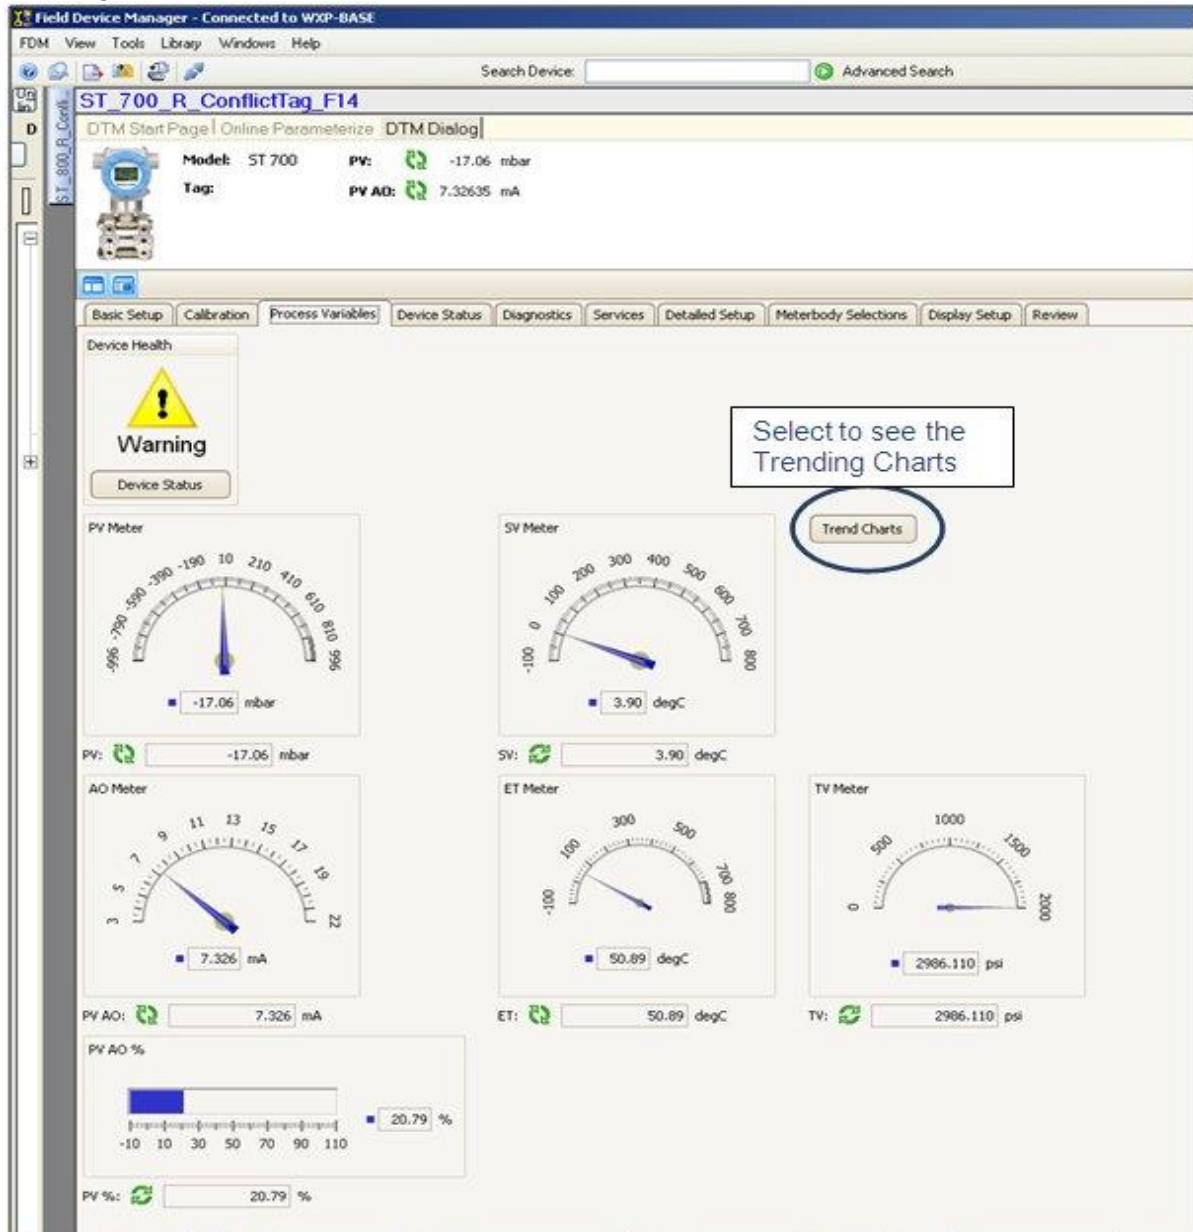 Field Device Manager - Connected to WXP-BASE
FDM View Tools Library Windows Help
Search Device: Advanced Search
ST_700_R_ConflictTag_F14
DTM Start Page Online Parameterize DTM Dialog
Model: ST 700 PV: -17.06 mbar
Tag: PV AO: 7.32635 mA
Basic Setup Calibration Process Variables Device Status Diagnostics Services Detailed Setup Meterbody Selections Display Setup Review
Device Health
Warning
Device Status
Select to see the
Trending Charts
Trend Charts
PV Meter
-996 -790 -590 -390 -190 10 210 410 610 810 996
-17.06 mbar
PV: -17.06 mbar
SV Meter
-100 0 100 200 300 400 500 600 700 800
3.90 degC
SV: 3.90 degC
AO Meter
3 5 7 9 11 13 15 17 19 22
7.326 mA
PV AO: 7.326 mA
ET Meter
-100 100 300 500 700 800
50.89 degC
ET: 50.89 degC
TV Meter
0 500 1000 1500 2000
2986.110 psi
TV: 2986.110 psi
PV AO %
-10 10 30 50 70 90 110
20.79 %
PV %: 20.79 %